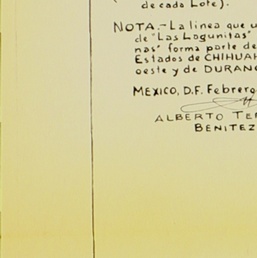 de cada Lote).
NOTA.- La linea que u
de "Las Lagunitas"
nas" forma parte de
Estados de CHIHUAH
oeste y de DURANG
MEXICO, D.F. Febrero
ALBERTO TER
BENITEZ